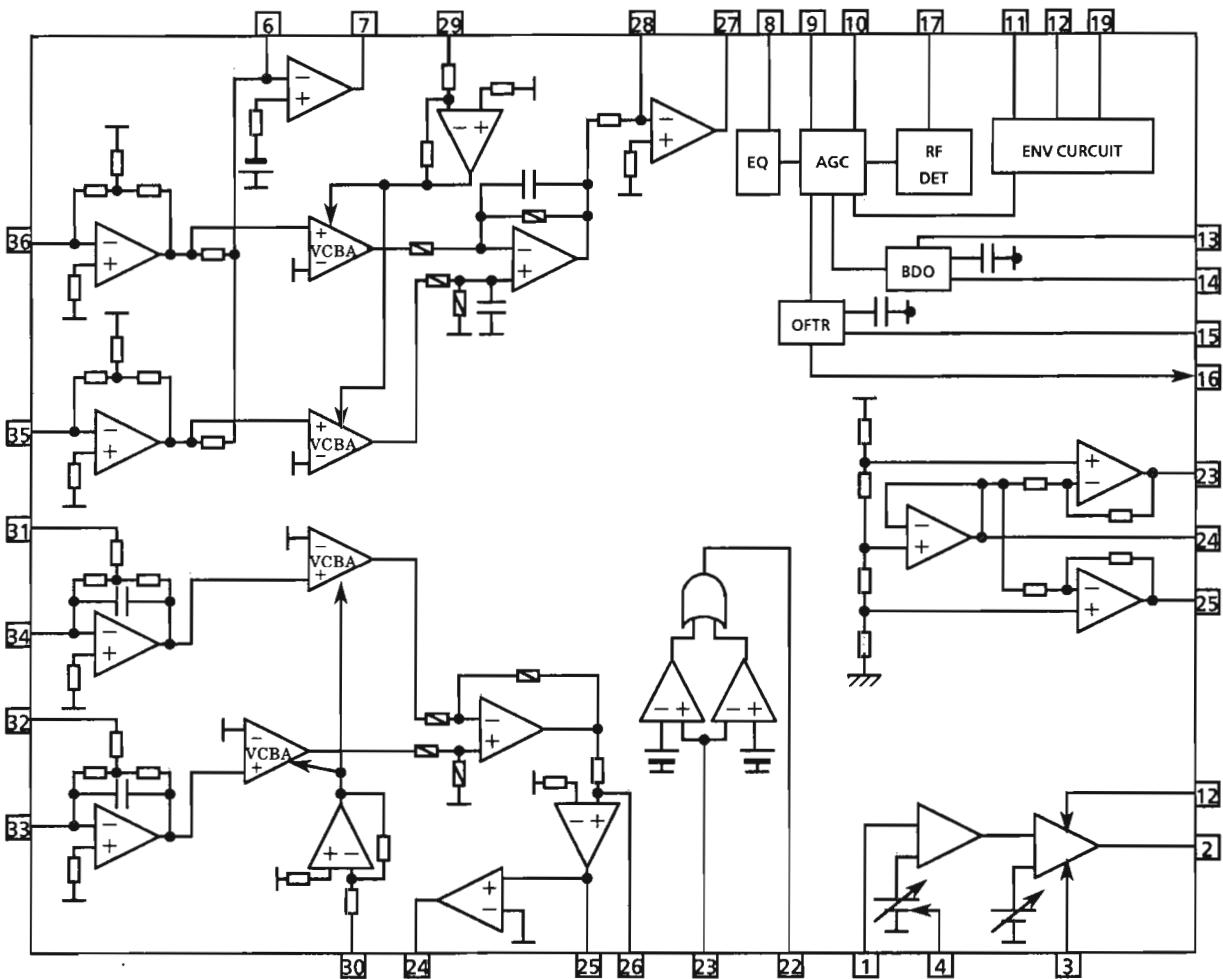 6 7 29 28 27 8 9 10 17 11 12 19
− +
− +
− +
EQ AGC RF DET ENV CURCUIT
36 − + + VCBA − − + 13
BDO
14
OFTR
15
16
35 − + + VCBA −
+ − 23
− + 24
31 − VCBA +
− + 25
34 − +
32
− VCBA + − +
− + − +
33 − +
− +
12
+ − 2
+ −
30 24 25 26 23 22 1 4 3